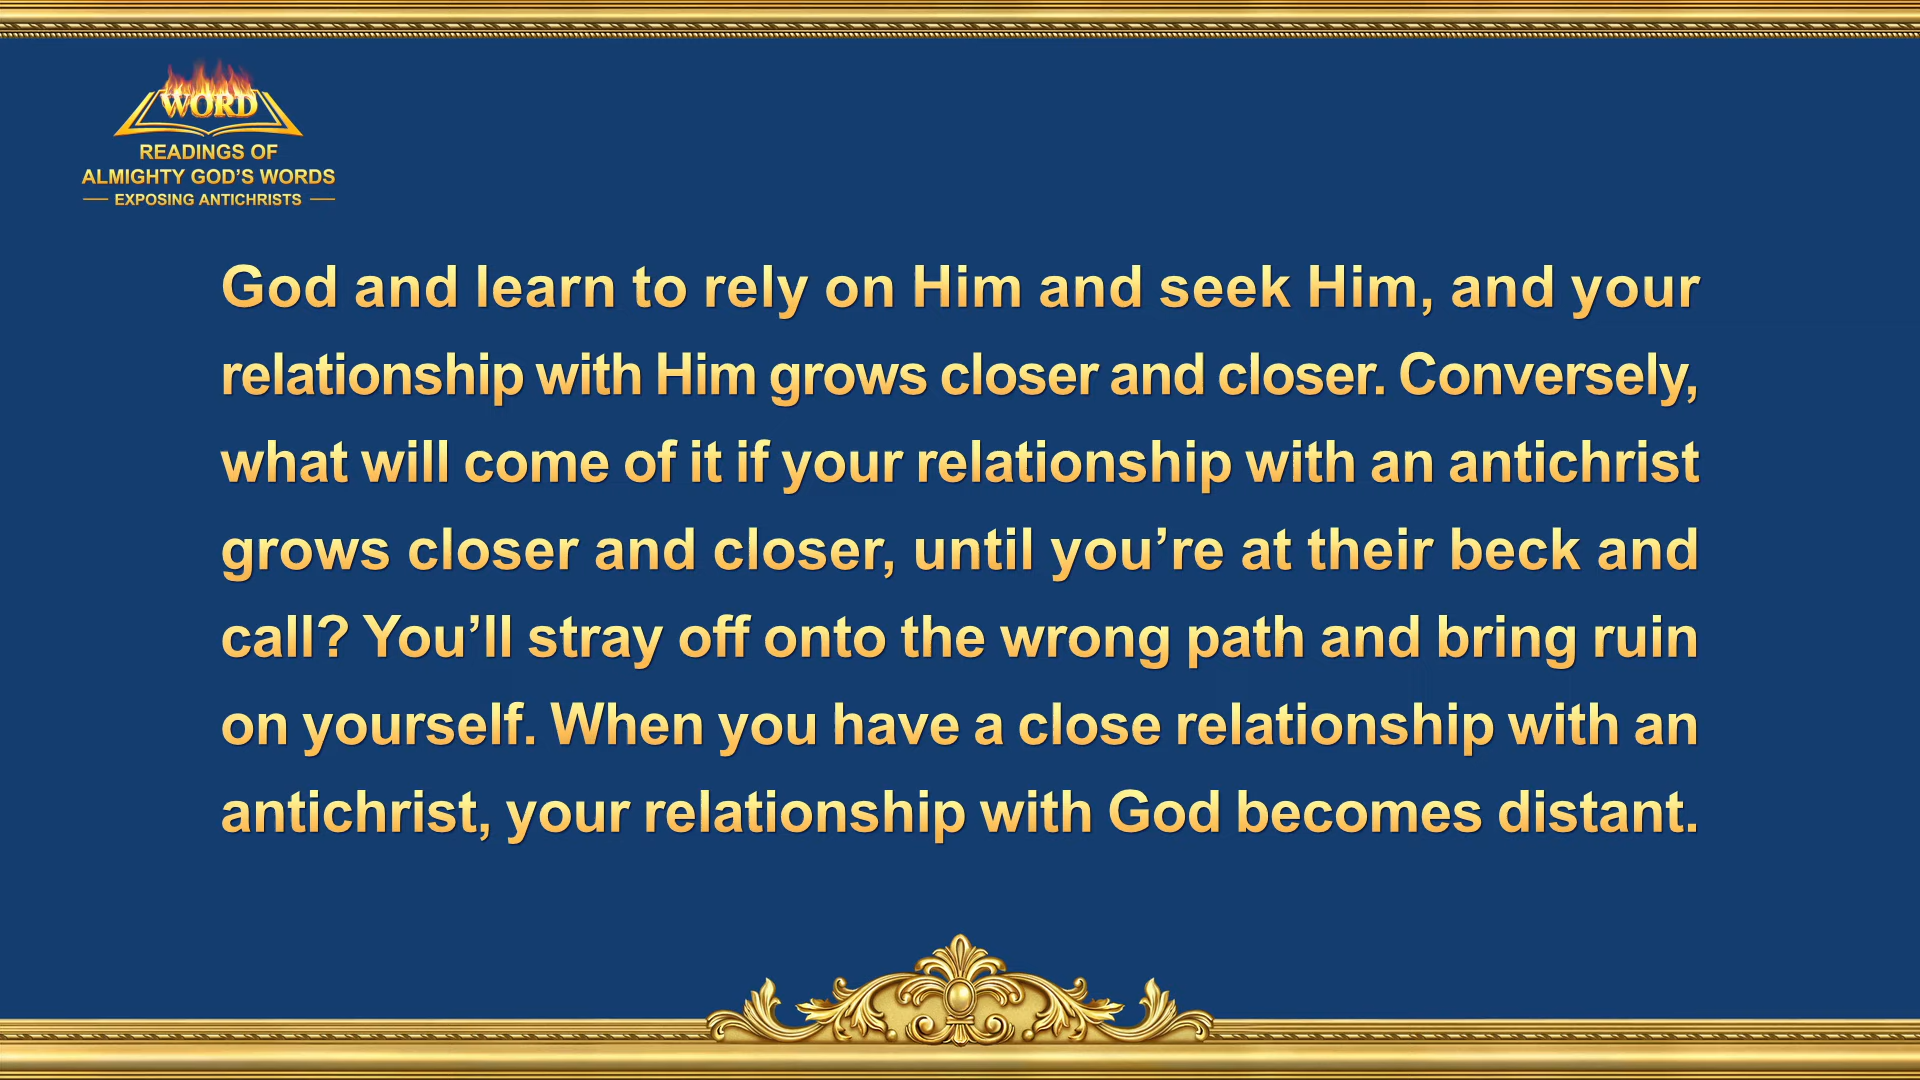 WORD
READINGS OF
ALMIGHTY GOD'S WORDS
EXPOSING ANTICHRISTS
God and learn to rely on Him and seek Him, and your
relationship with Him grows closer and closer. Conversely,
what will come of it if your relationship with an antichrist
grows closer and closer, until you’re at their beck and
call? You’ll stray off onto the wrong path and bring ruin
on yourself. When you have a close relationship with an
antichrist, your relationship with God becomes distant.